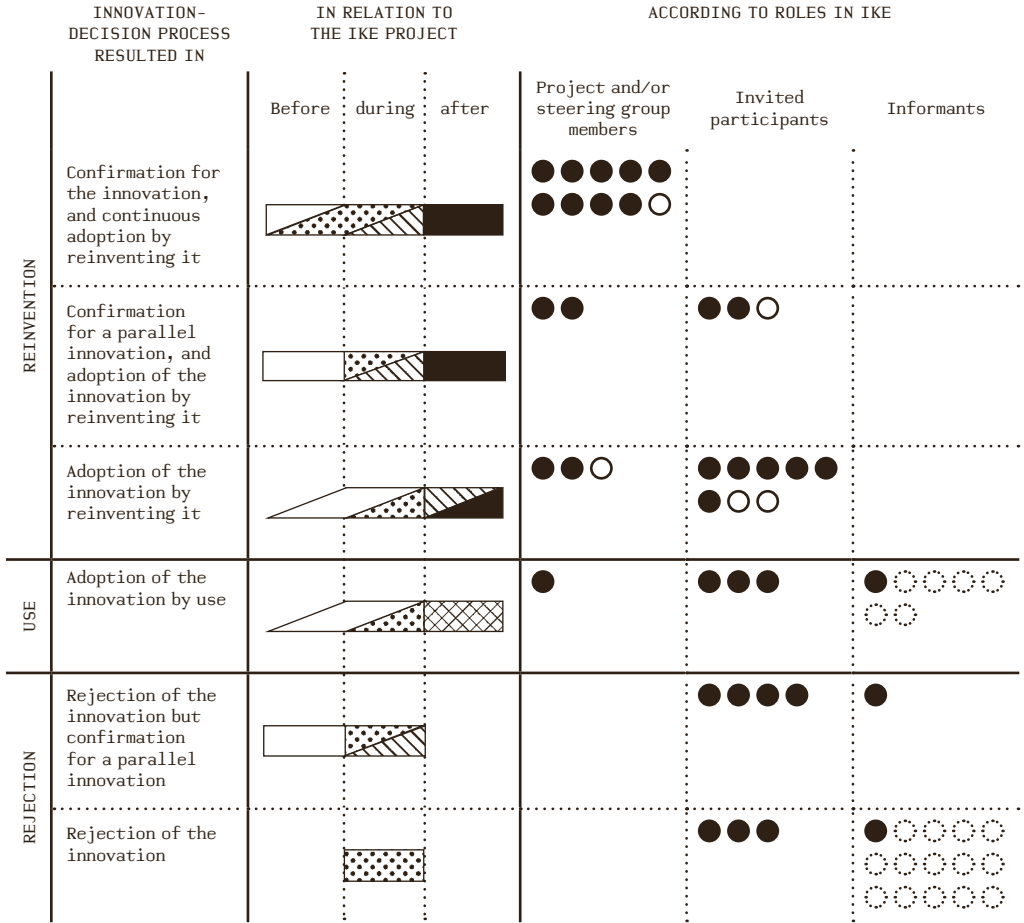 INNOVATION-
DECISION PROCESS
RESULTED IN
IN RELATION TO
THE IKE PROJECT
ACCORDING TO ROLES IN IKE
Before
during
after
Project and/or
steering group
members
Invited
participants
Informants
REINVENTION
Confirmation for
the innovation,
and continuous
adoption by
reinventing it
Confirmation
for a parallel
innovation, and
adoption of the
innovation by
reinventing it
Adoption of the
innovation by
reinventing it
USE
Adoption of the
innovation by use
REJECTION
Rejection of the
innovation but
confirmation
for a parallel
innovation
Rejection of the
innovation